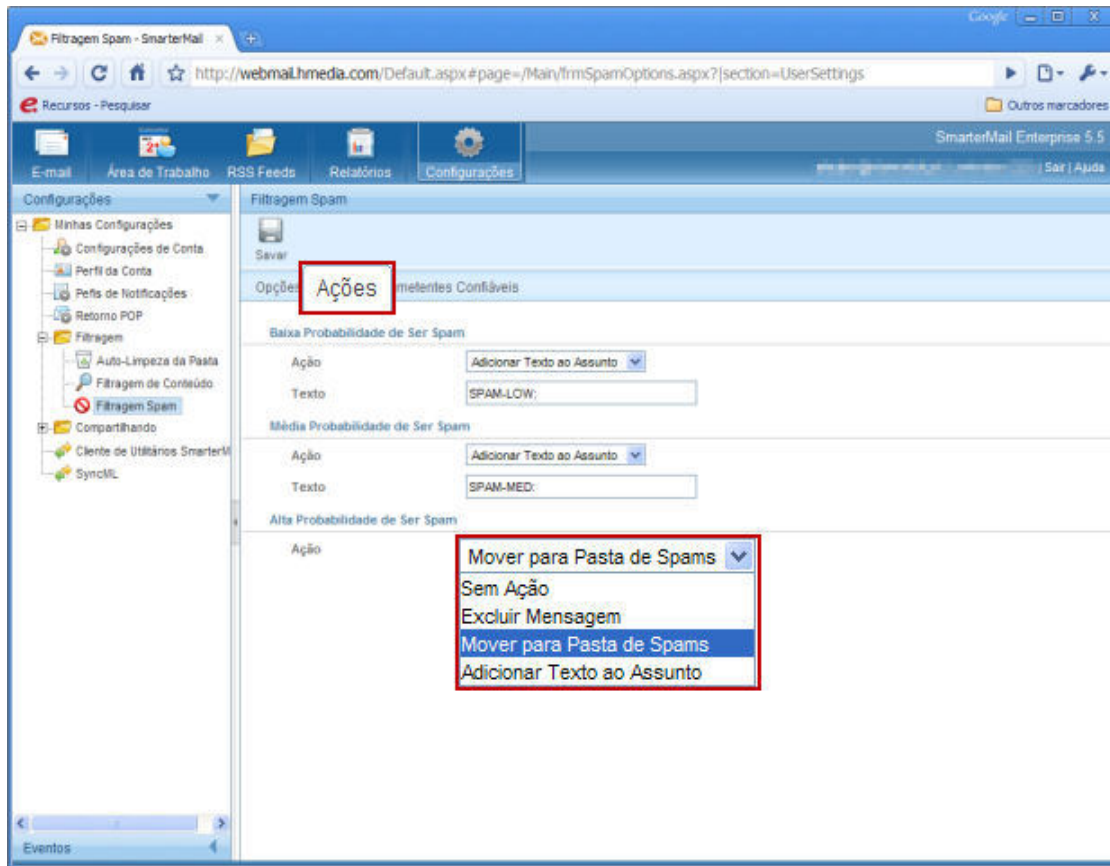 Google
Filtragem Spam - SmarterMail
http://webmail.hmedia.com/Default.aspx#page=/Main/frmSpamOptions.aspx?|section=UserSettings
Recursos - Pesquisar
Outros marcadores
SmarterMail Enterprise 5.5
E-mail Área de Trabalho RSS Feeds Relatórios Configurações
| Sair | Ajuda
Configurações
Filtragem Spam
Minhas Configurações
Configurações de Conta
Perfil da Conta
Pefis de Notificações
Retorno POP
Filtragem
Auto-Limpeza da Pasta
Filtragem de Conteúdo
Filtragem Spam
Compartilhando
Cliente de Utilitários SmarterM
SyncML
Eventos
Savar
Opções Ações metentes Confiáveis
Baixa Probabilidade de Ser Spam
Ação Adicionar Texto ao Assunto
Texto SPAM-LOW:
Média Probabilidade de Ser Spam
Ação Adicionar Texto ao Assunto
Texto SPAM-MED:
Alta Probabilidade de Ser Spam
Ação Mover para Pasta de Spams
Sem Ação
Excluir Mensagem
Mover para Pasta de Spams
Adicionar Texto ao Assunto